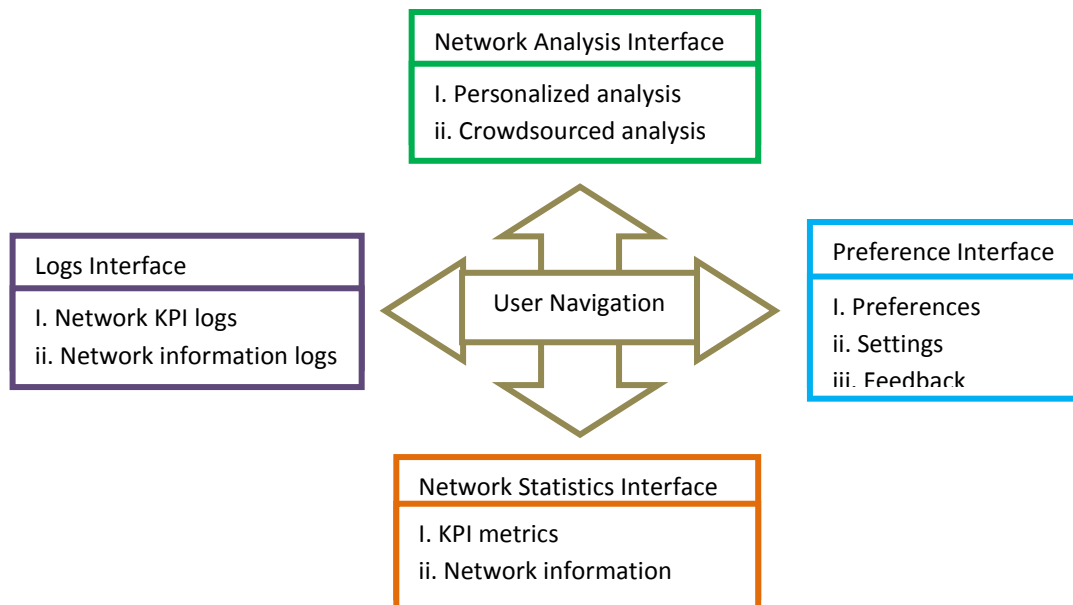 Network Analysis Interface
I. Personalized analysis
ii. Crowdsourced analysis
Logs Interface
I. Network KPI logs
ii. Network information logs
User Navigation
Preference Interface
I. Preferences
ii. Settings
iii. Feedback
Network Statistics Interface
I. KPI metrics
ii. Network information